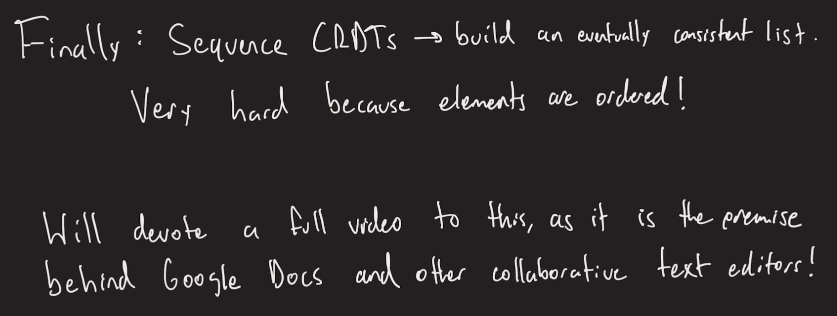 Finally: Sequence CRDTs → build an eventually consistent list.
Very hard because elements are ordered!
Will devote a full video to this, as it is the premise
behind Google Docs and other collaborative text editors!